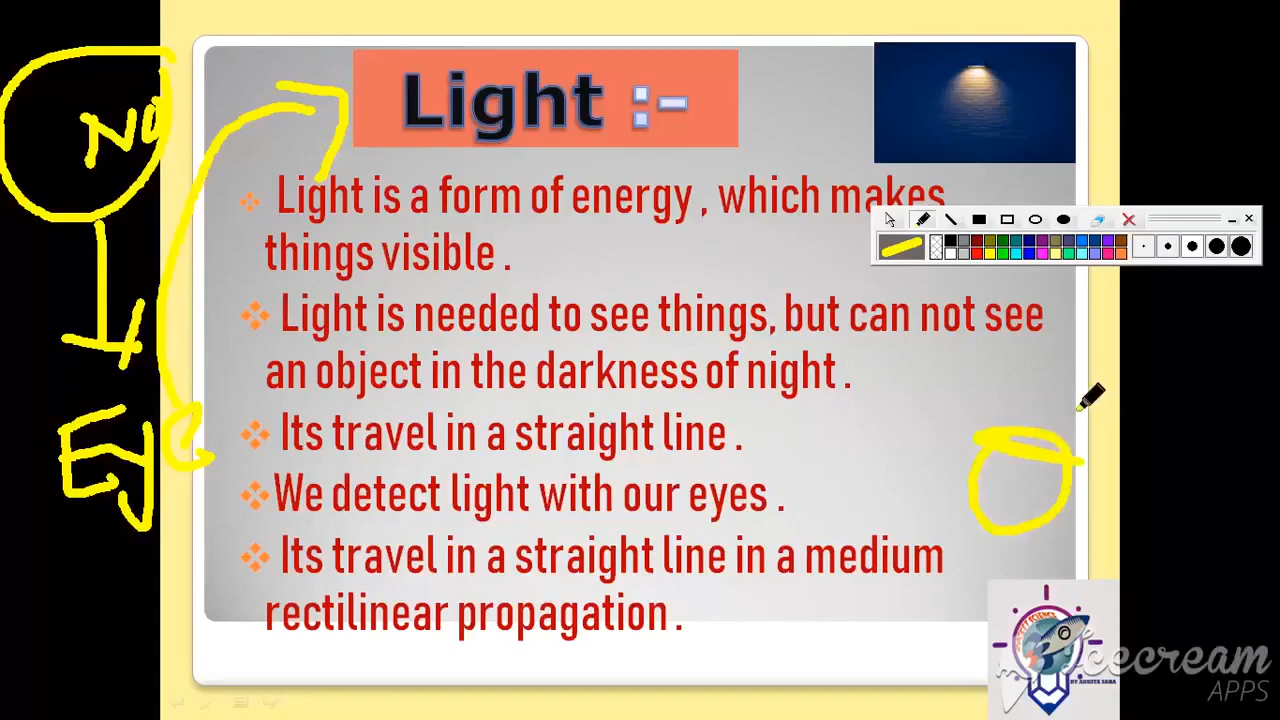 Light :-
Light is a form of energy , which makes
things visible .
Light is needed to see things, but can not see
an object in the darkness of night .
Its travel in a straight line .
We detect light with our eyes .
Its travel in a straight line in a medium
rectilinear propagation .
No
Eye
icecream
APPS